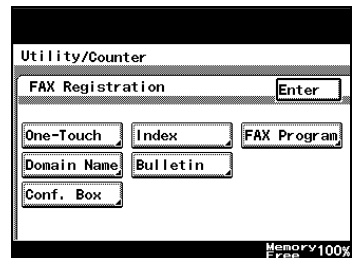 Utility/Counter
FAX Registration
Enter
One-Touch
Index
FAX Program
Domain Name
Bulletin
Conf. Box
Memory
Free 100%